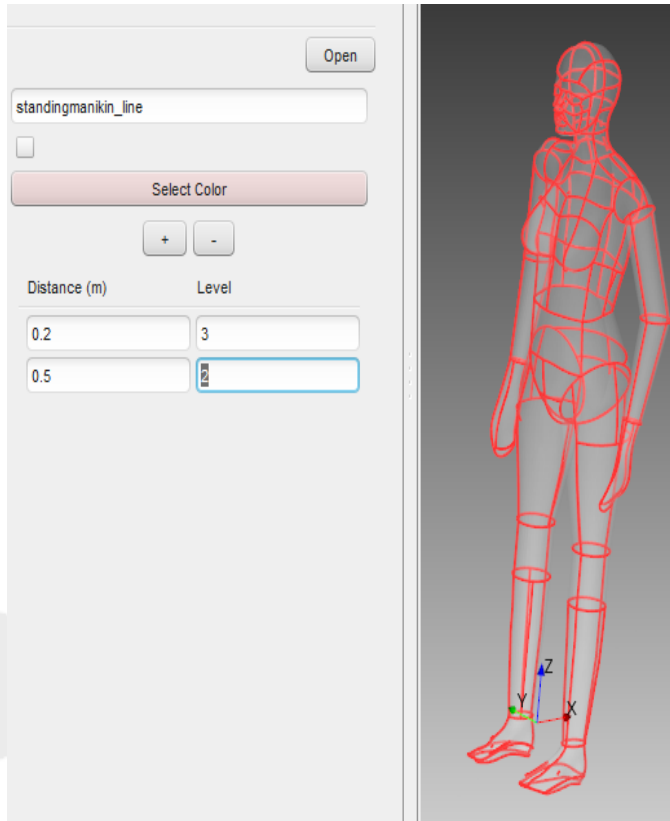 Open
standingmanikin_line
Select Color
+ -
Distance (m) Level
0.2 3
0.5 2
Z
Y X